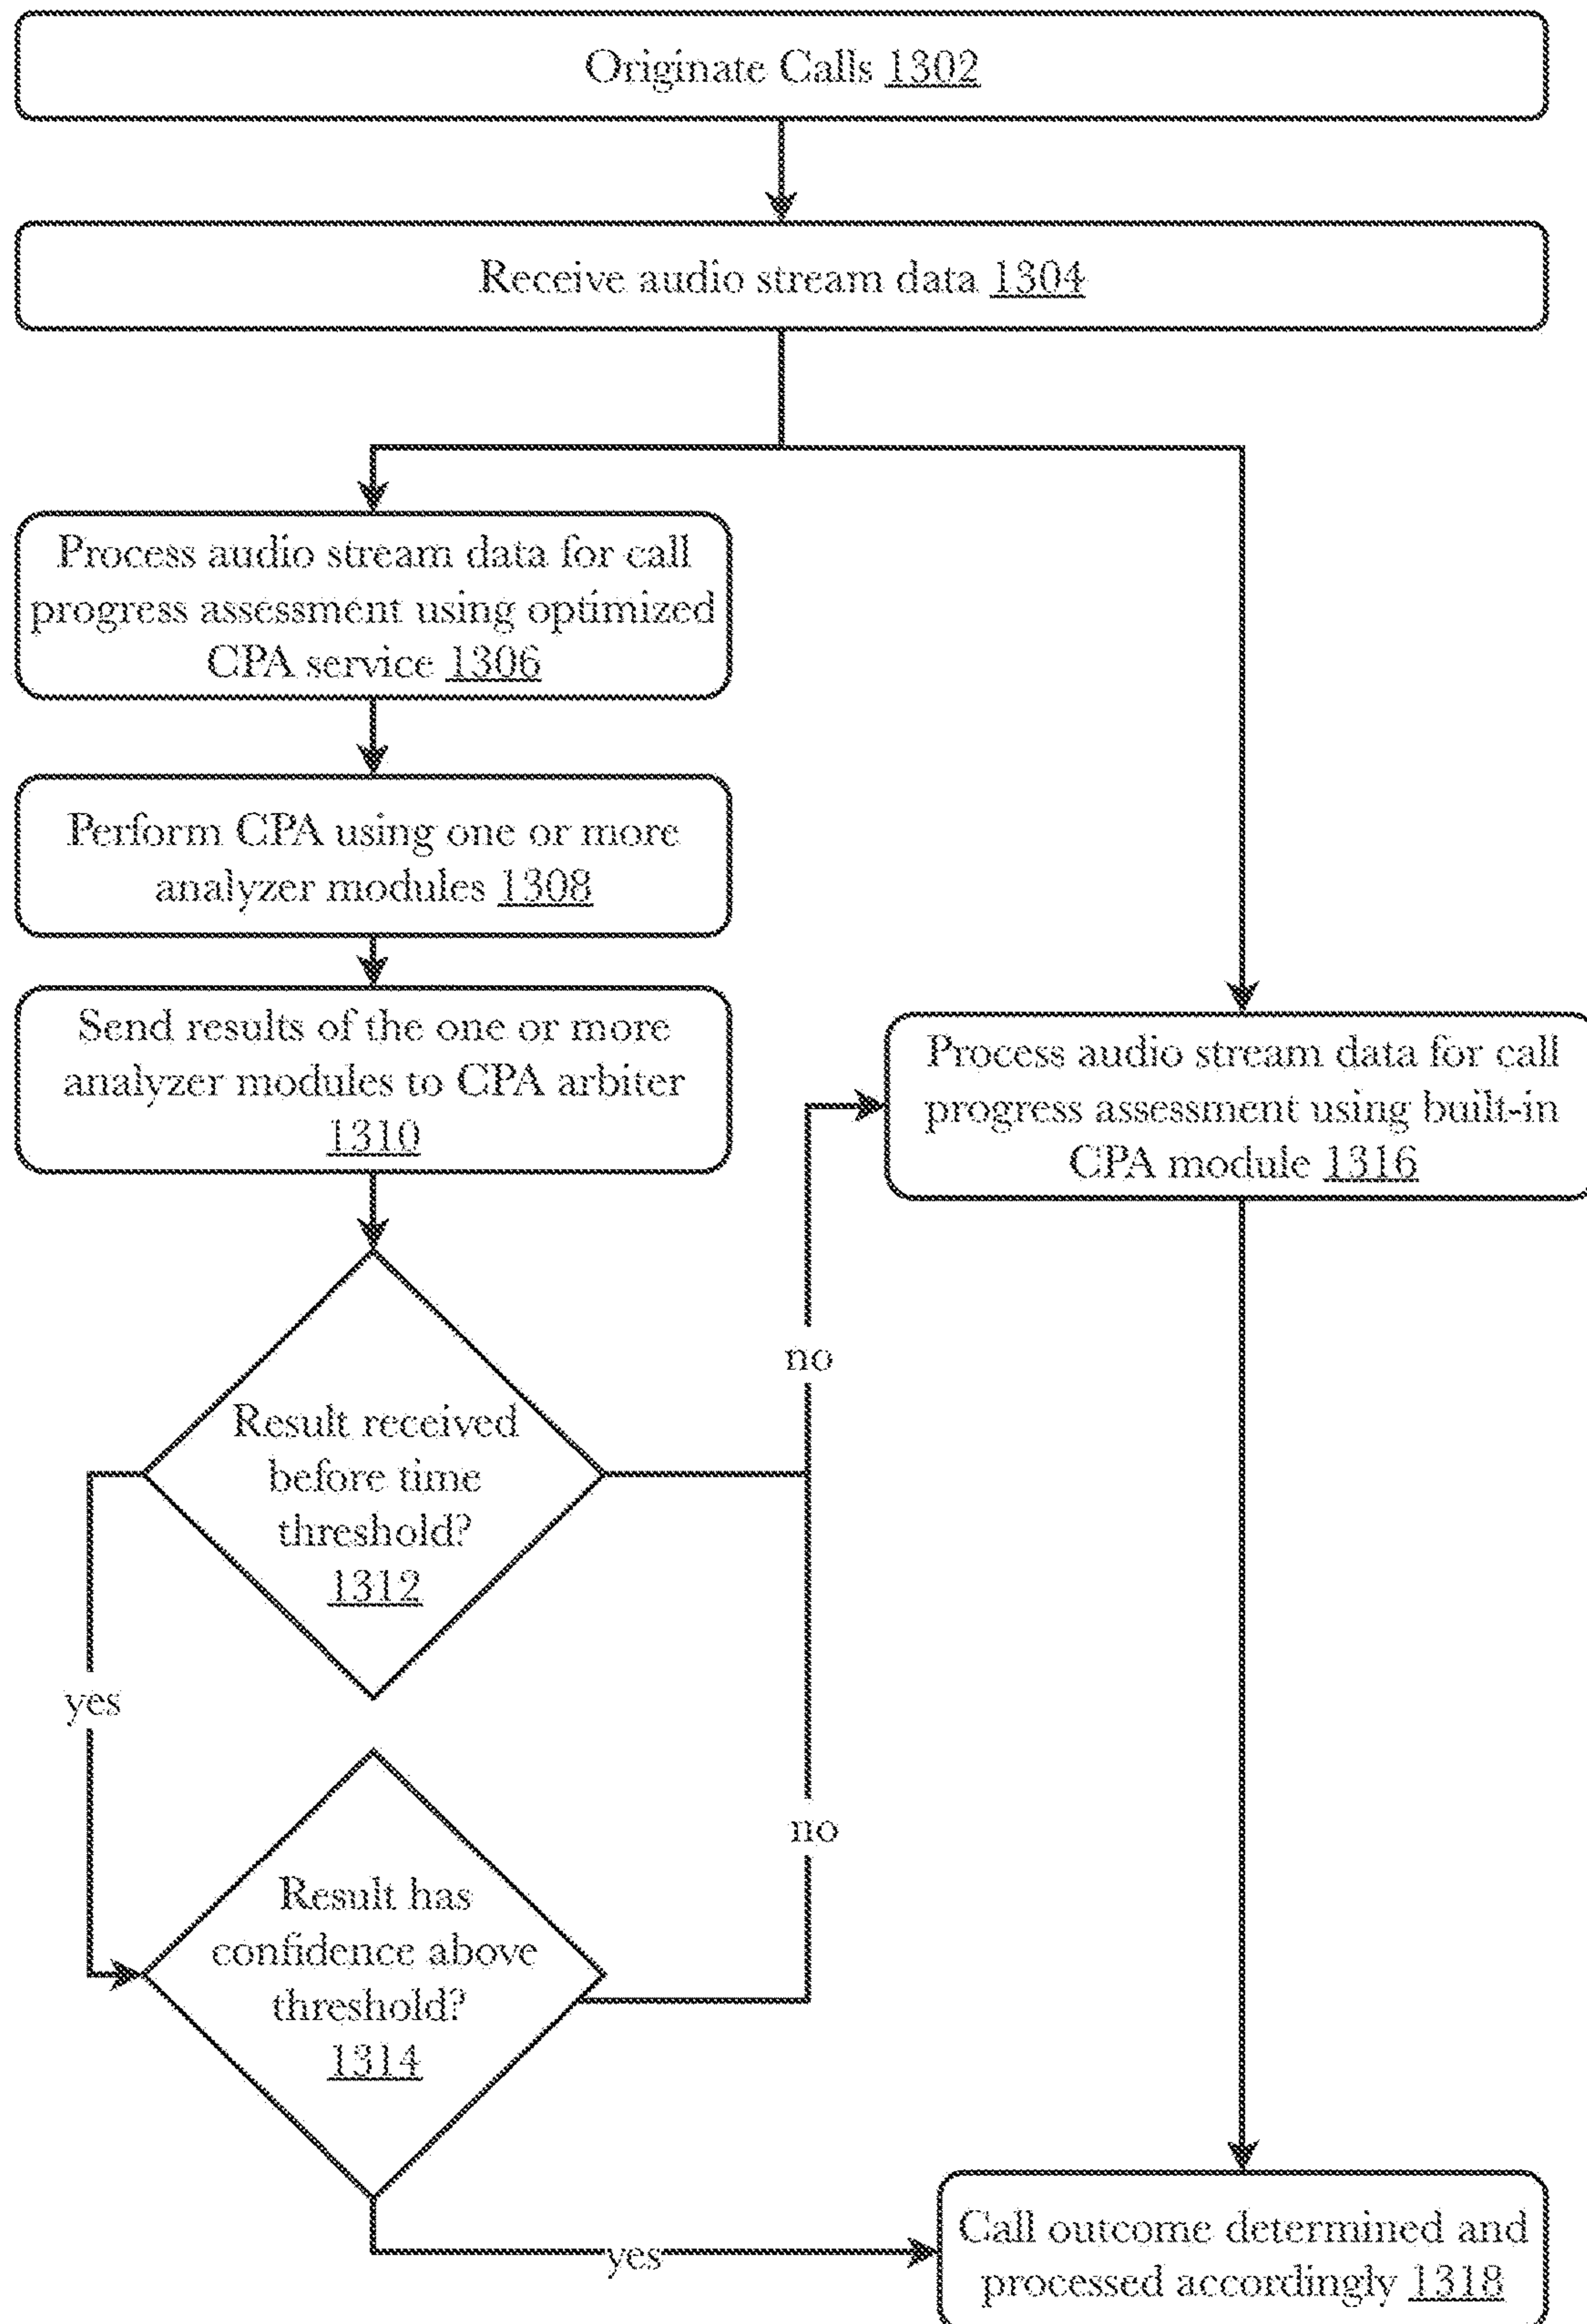 Originate Calls 1302
Receive audio stream data 1304
Process audio stream data for call
progress assessment using optimized
CPA service 1306
Perform CPA using one or more
analyzer modules 1308
Send results of the one or more
analyzer modules to CPA arbiter
1310
Process audio stream data for call
progress assessment using built-in
CPA module 1316
no
Result received
before time
threshold?
1312
yes
no
Result has
confidence above
threshold?
1314
yes
Call outcome determined and
processed accordingly 1318